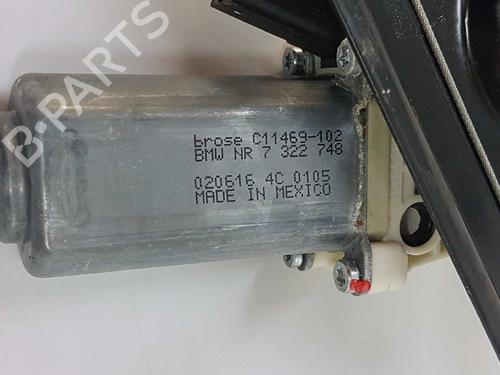 B-PARTS
brose C11469-102
BMW NR 7 322 748
020616 4C 0105
MADE IN MEXICO